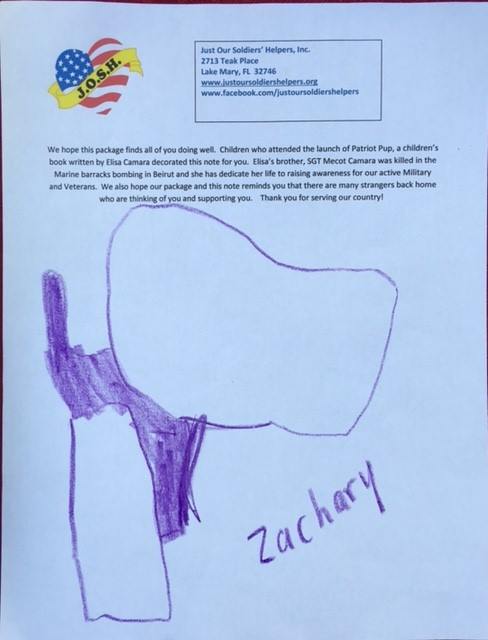 J.O.S.H.
Just Our Soldiers' Helpers, Inc.
2713 Teak Place
Lake Mary, FL 32746
www.justoursoldiershelpers.org
www.facebook.com/justoursoldiershelpers
We hope this package finds all of you doing well. Children who attended the launch of Patriot Pup, a children's
book written by Elisa Camara decorated this note for you. Elisa's brother, SGT Mecot Camara was killed in the
Marine barracks bombing in Beirut and she has dedicate her life to raising awareness for our active Military
and Veterans. We also hope our package and this note reminds you that there are many strangers back home
who are thinking of you and supporting you. Thank you for serving our country!
Zachary